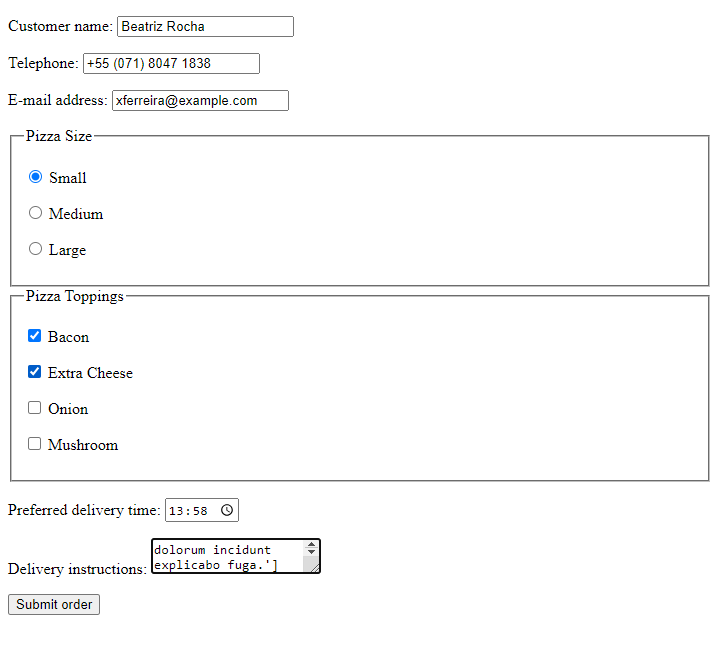 Customer name: Beatriz Rocha
Telephone: +55 (071) 8047 1838
E-mail address: xferreira@example.com
Pizza Size
Small
Medium
Large
Pizza Toppings
Bacon
Extra Cheese
Onion
Mushroom
Preferred delivery time: 13:58
Delivery instructions: dolorum incidunt
explicabo fuga.']
Submit order